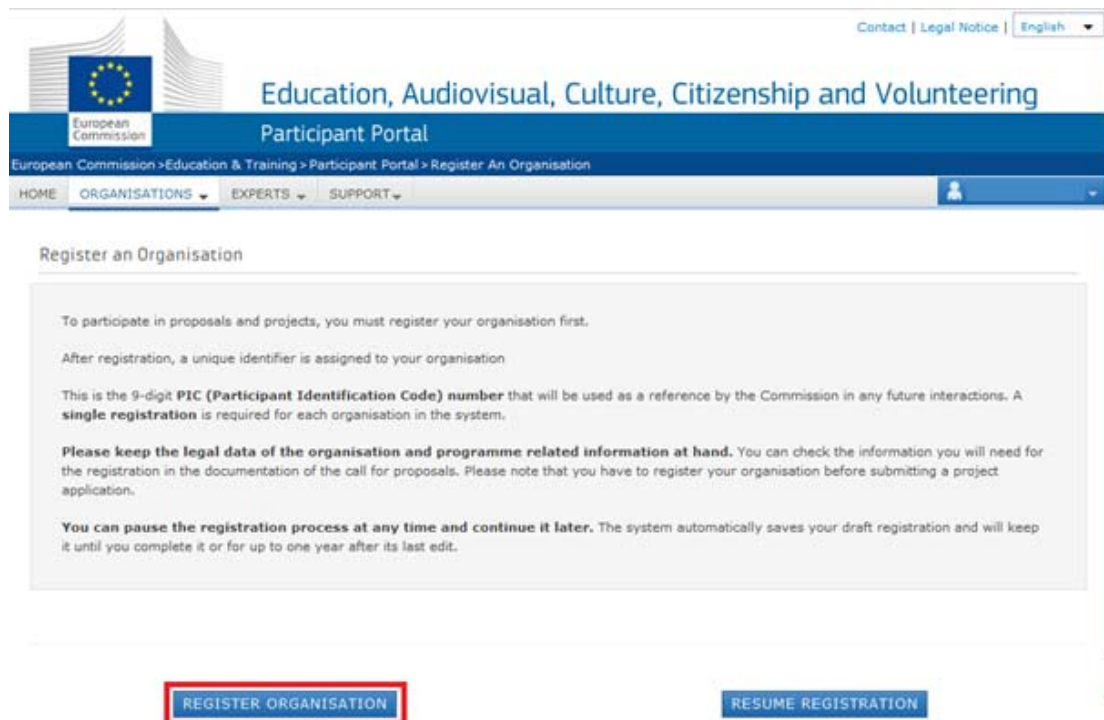 Contact | Legal Notice | English
Education, Audiovisual, Culture, Citizenship and Volunteering
European
Commission
Participant Portal
European Commission >Education & Training > Participant Portal > Register An Organisation
HOME ORGANISATIONS EXPERTS SUPPORT
Register an Organisation
To participate in proposals and projects, you must register your organisation first.
After registration, a unique identifier is assigned to your organisation
This is the 9-digit PIC (Participant Identification Code) number that will be used as a reference by the Commission in any future interactions. A
single registration is required for each organisation in the system.
Please keep the legal data of the organisation and programme related information at hand. You can check the information you will need for
the registration in the documentation of the call for proposals. Please note that you have to register your organisation before submitting a project
application.
You can pause the registration process at any time and continue it later. The system automatically saves your draft registration and will keep
it until you complete it or for up to one year after its last edit.
REGISTER ORGANISATION RESUME REGISTRATION